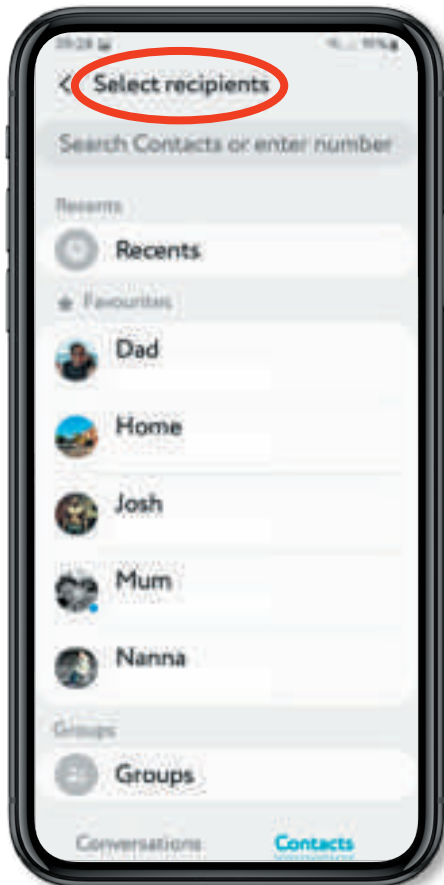 Select recipients
Search Contacts or enter number
Recents
Recents
Favourites
Dad
Home
Josh
Mum
Nanna
Groups
Groups
Conversations Contacts